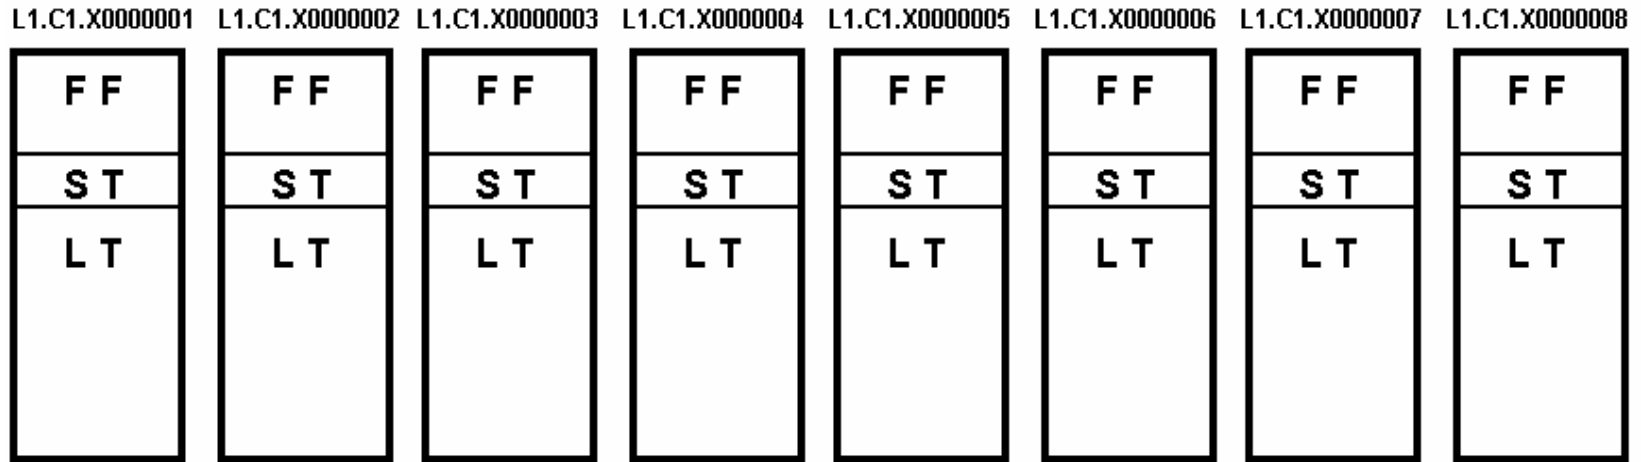 L1.C1.X0000001 L1.C1.X0000002 L1.C1.X0000003 L1.C1.X0000004 L1.C1.X0000005 L1.C1.X0000006 L1.C1.X0000007 L1.C1.X0000008
F F F F F F F F F F F F F F F F
S T S T S T S T S T S T S T S T
L T L T L T L T L T L T L T L T